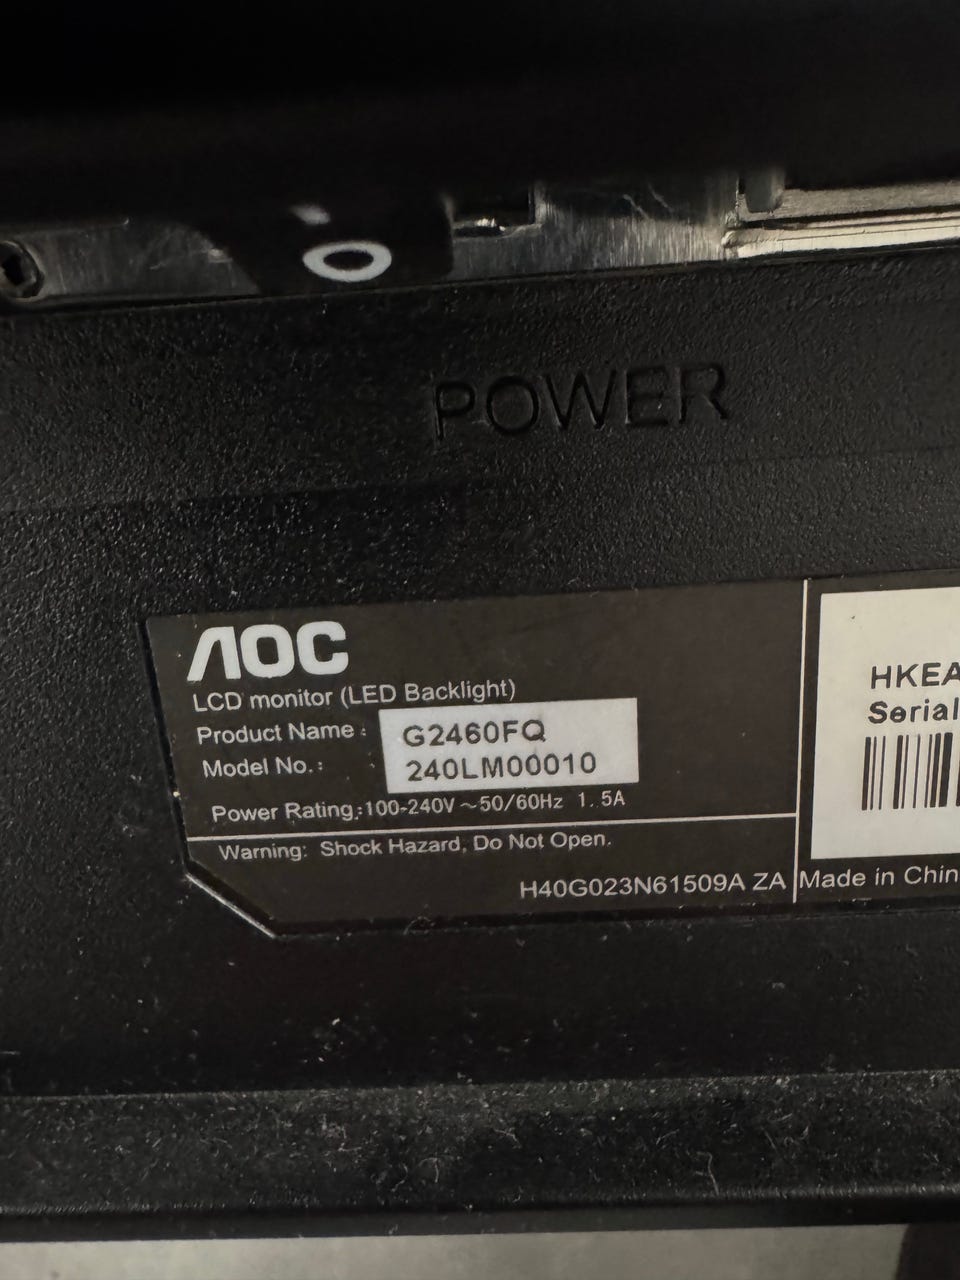 POWER
AOC
LCD monitor (LED Backlight)
Product Name : G2460FQ
Model No.: 240LM00010
Power Rating:100-240V ~50/60Hz 1.5A
Warning: Shock Hazard, Do Not Open.
H40G023N61509A ZA
HKEA
Serial
Made in Chin